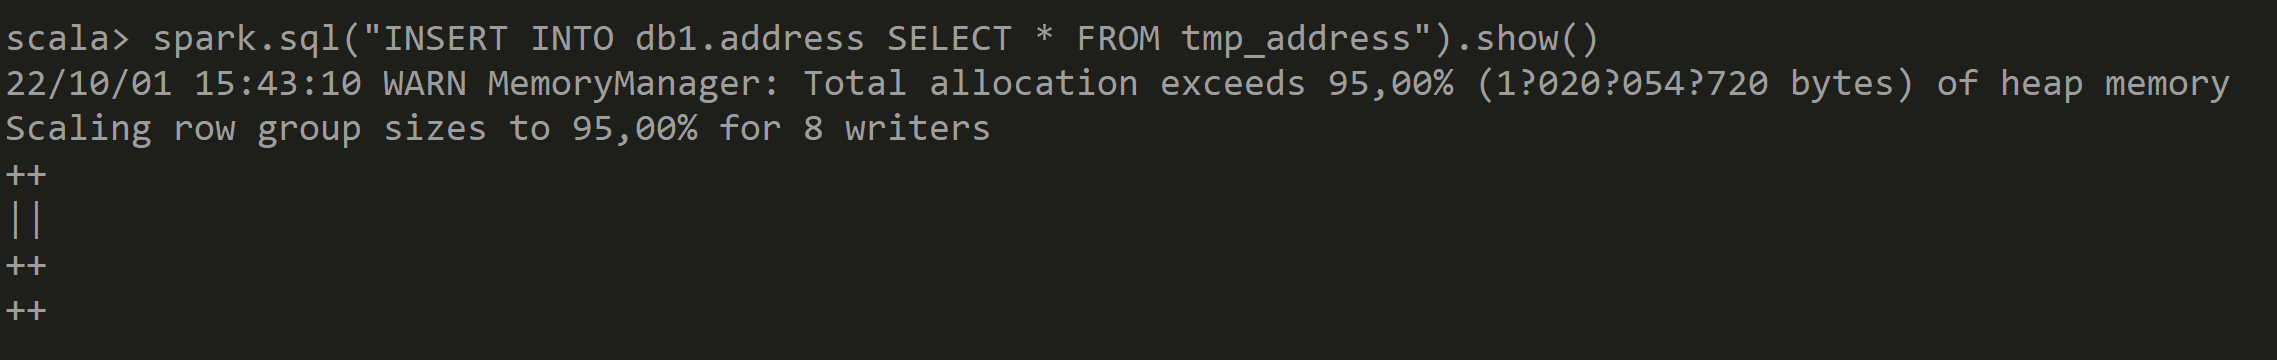 scala> spark.sql("INSERT INTO db1.address SELECT * FROM tmp_address").show()
22/10/01 15:43:10 WARN MemoryManager: Total allocation exceeds 95,00% (1?020?054?720 bytes) of heap memory
Scaling row group sizes to 95,00% for 8 writers
++
||
++
++